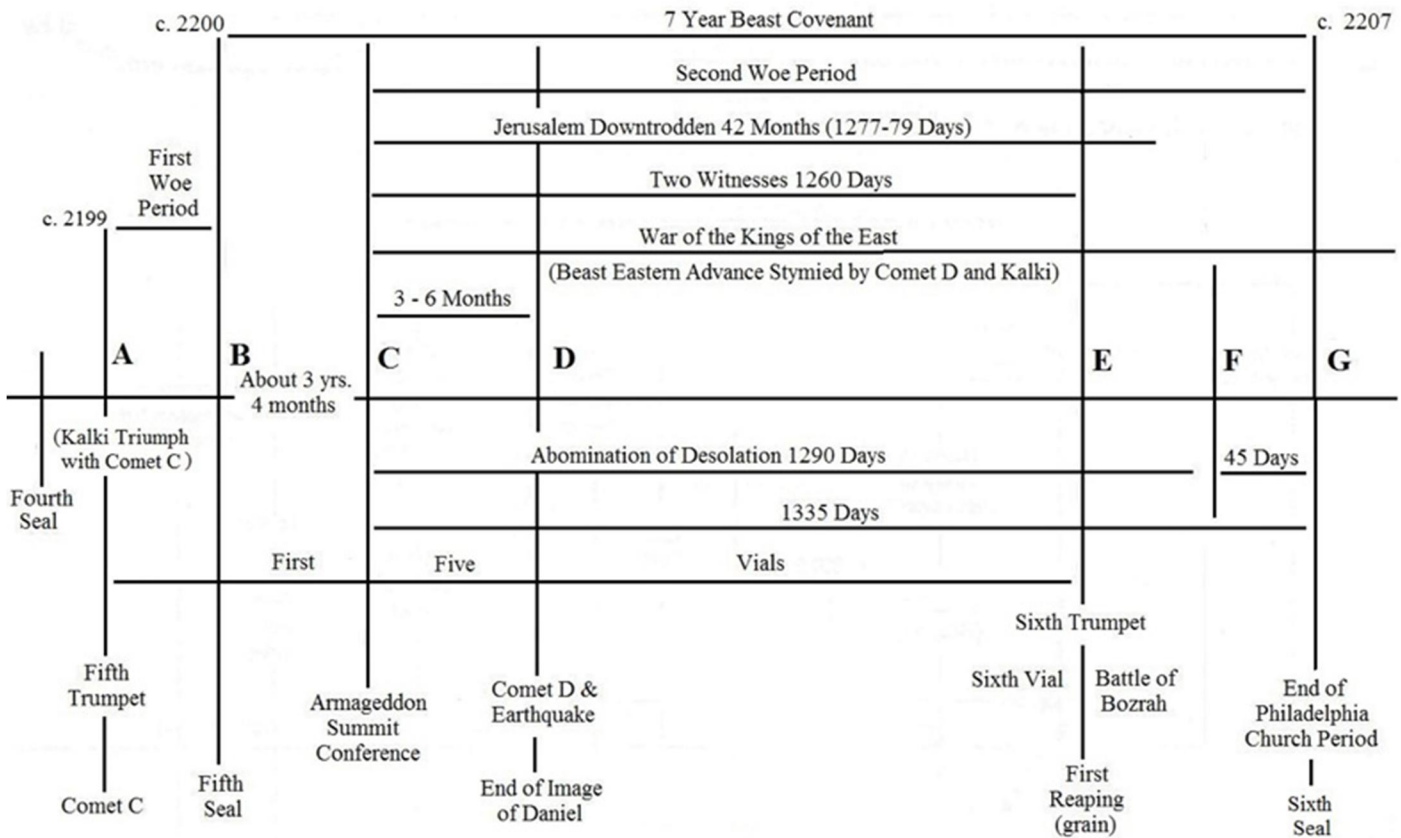 c. 2200
7 Year Beast Covenant
c. 2207
Second Woe Period
Jerusalem Downtrodden 42 Months (1277-79 Days)
First
Woe
Period
Two Witnesses 1260 Days
c. 2199
War of the Kings of the East
(Beast Eastern Advance Stymied by Comet D and Kalki)
3 - 6 Months
A
B
C
D
E
F
G
About 3 yrs.
4 months
(Kalki Triumph
with Comet C )
Abomination of Desolation 1290 Days
45 Days
Fourth
Seal
1335 Days
First Five Vials
Sixth Trumpet
Fifth
Trumpet
Comet C
Fifth
Seal
Armageddon
Summit
Conference
Comet D &
Earthquake
End of Image
of Daniel
Sixth Vial
Battle of
Bozrah
First
Reaping
(grain)
End of
Philadelphia
Church Period
Sixth
Seal